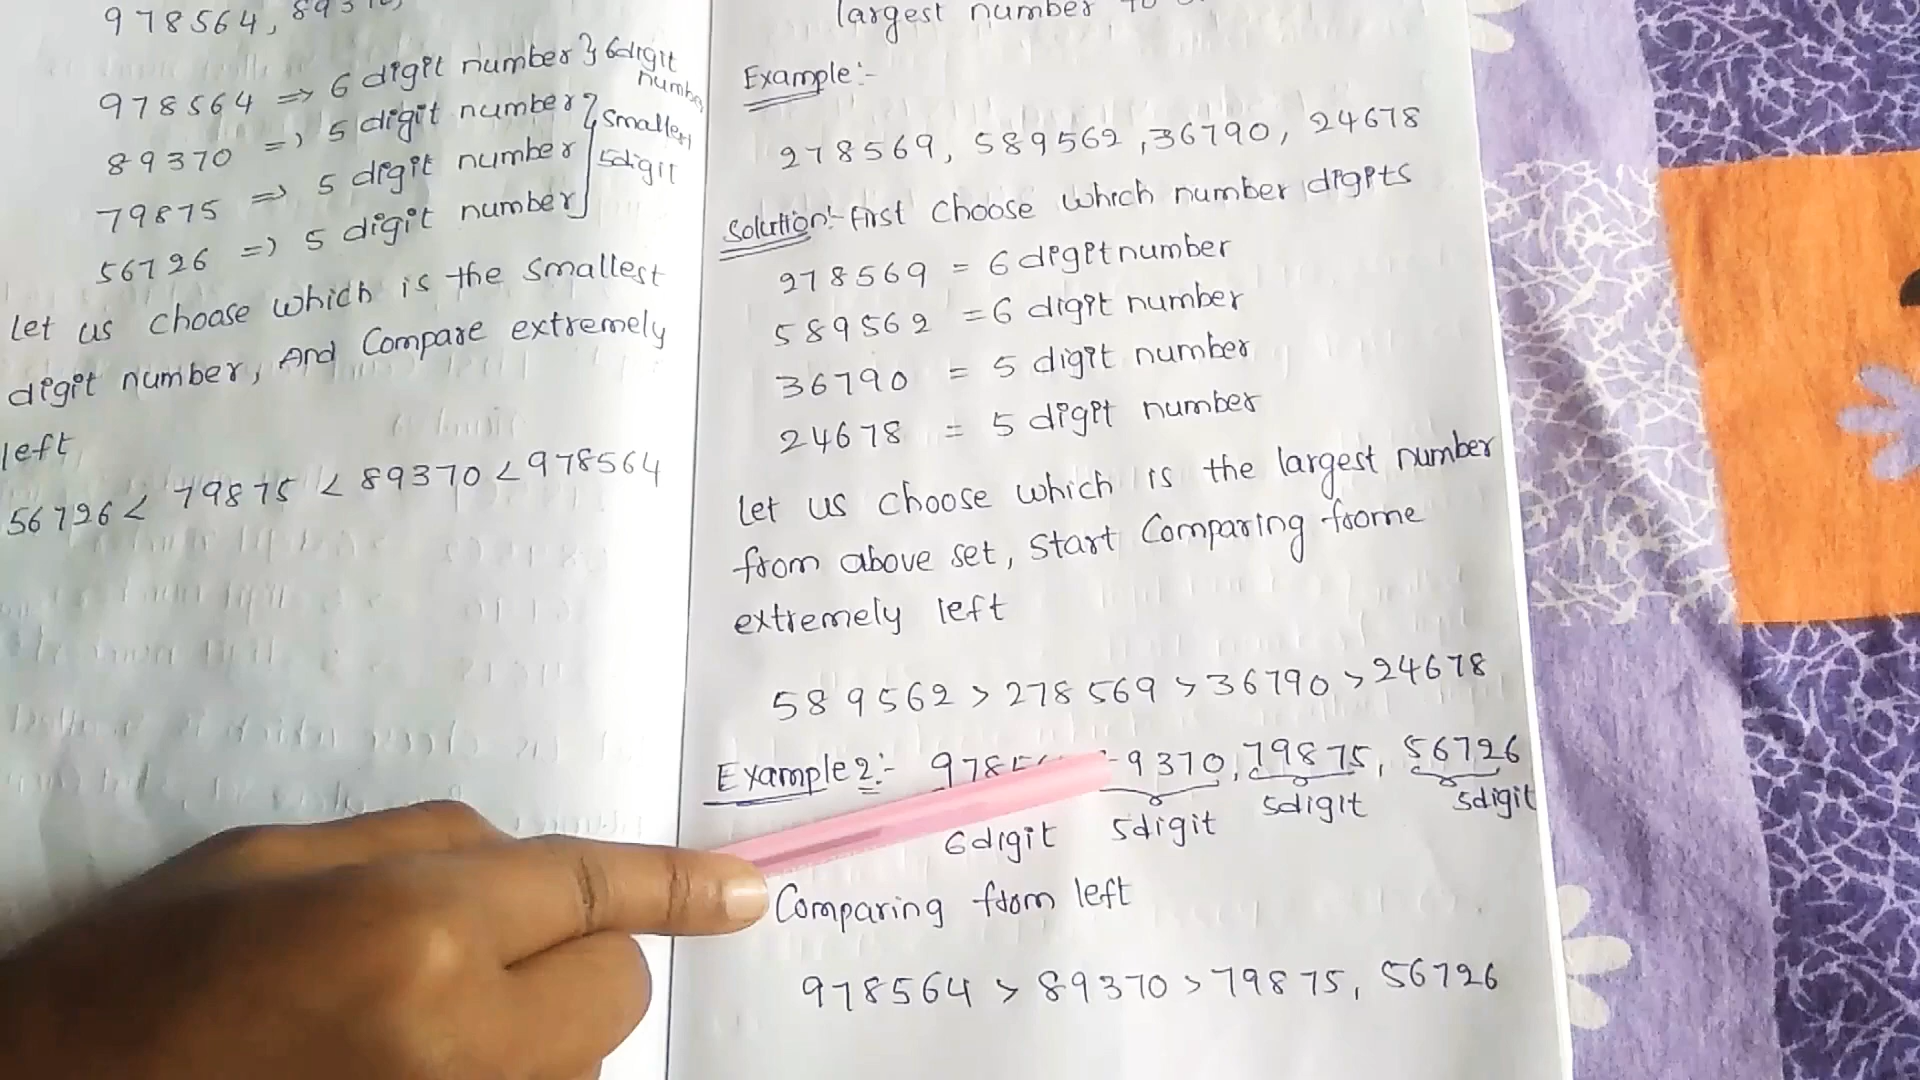 978564,
978564 => 6 digit number } 6digit
number
89370 => 5 digit number } Smallest
79875 => 5 digit number 5digit
56726 => 5 digit number
Let us choose which is the smallest
digit number, And Compare extremely
left
56726 < 79875 < 89370 < 978564
largest number
Example:-
278569, 589562, 36790, 24678
Solution:- First choose which number digits
278569 = 6 digit number
589562 = 6 digit number
36790 = 5 digit number
24678 = 5 digit number
Let us choose which is the largest number
from above set, start Comparing frome
extremely left
589562 > 278569 > 36790 > 24678
Example 2:- 9785 9370, 79875, 56726
6digit 5digit 5digit 5digit
Comparing from left
978564 > 89370 > 79875, 56726